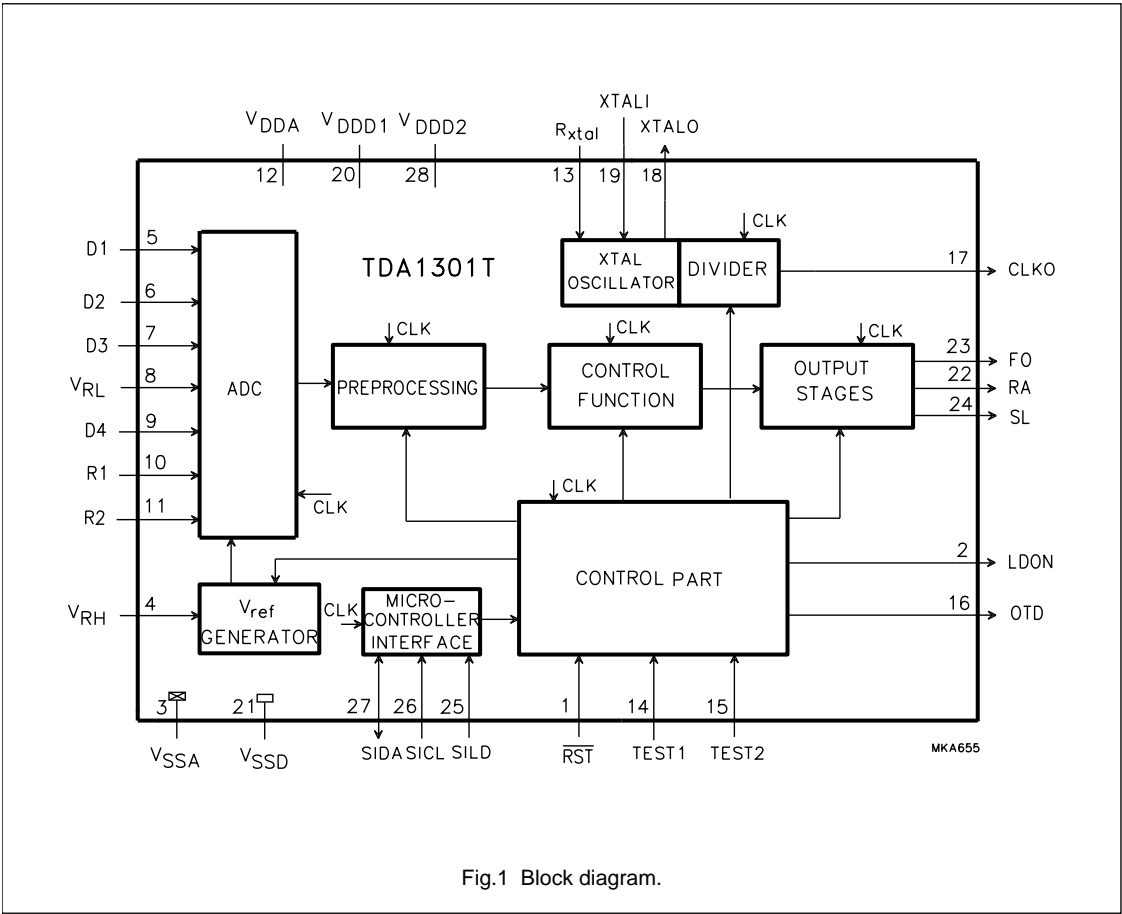 XTALI
VDDA VDDD1 VDDD2 Rxtal XTALO
12 20 28 13 19 18
CLK
D1 5
TDA1301T
XTAL OSCILLATOR
DIVIDER
17 CLKO
D2 6
D3 7
CLK
CLK
CLK
VRL 8
ADC
PREPROCESSING
CONTROL FUNCTION
OUTPUT STAGES
23 FO
22 RA
24 SL
D4 9
R1 10
CLK
CLK
R2 11
CONTROL PART
2 LDON
16 OTD
VRH 4
Vref GENERATOR
CLK
MICRO-
CONTROLLER
INTERFACE
3 21 27 26 25 1 14 15
VSSA VSSD SIDA SICL SILD RST TEST1 TEST2
MKA655
Fig.1 Block diagram.